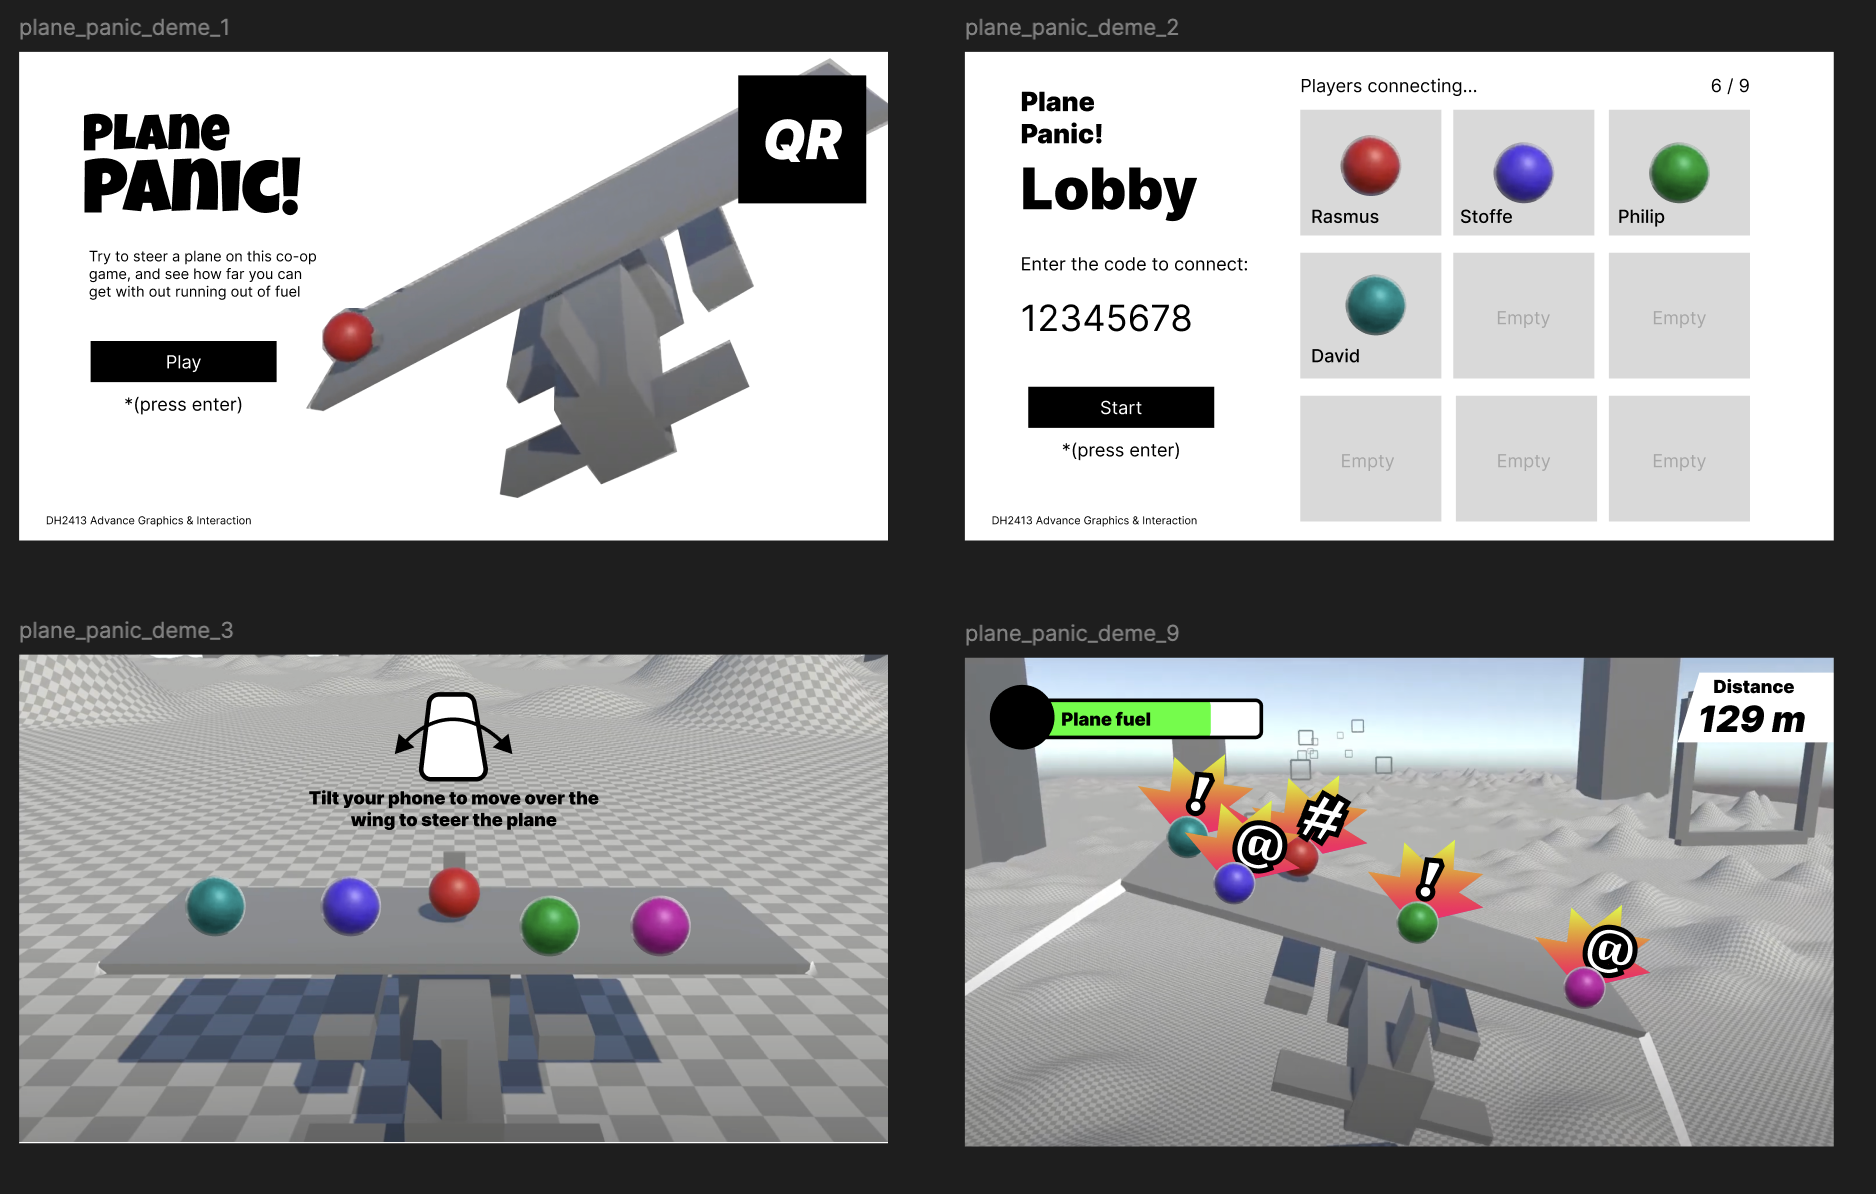 plane_panic_deme_1
PLane
PANIC!
QR
Try to steer a plane on this co-op
game, and see how far you can
get with out running out of fuel
Play
*(press enter)
DH2413 Advance Graphics & Interaction
plane_panic_deme_2
Plane
Panic!
Lobby
Enter the code to connect:
12345678
Start
*(press enter)
DH2413 Advance Graphics & Interaction
Players connecting...
6 / 9
Rasmus
Stoffe
Philip
David
Empty
Empty
Empty
Empty
Empty
plane_panic_deme_3
Tilt your phone to move over the
wing to steer the plane
plane_panic_deme_9
Plane fuel
Distance
129 m
!
#
@
!
@